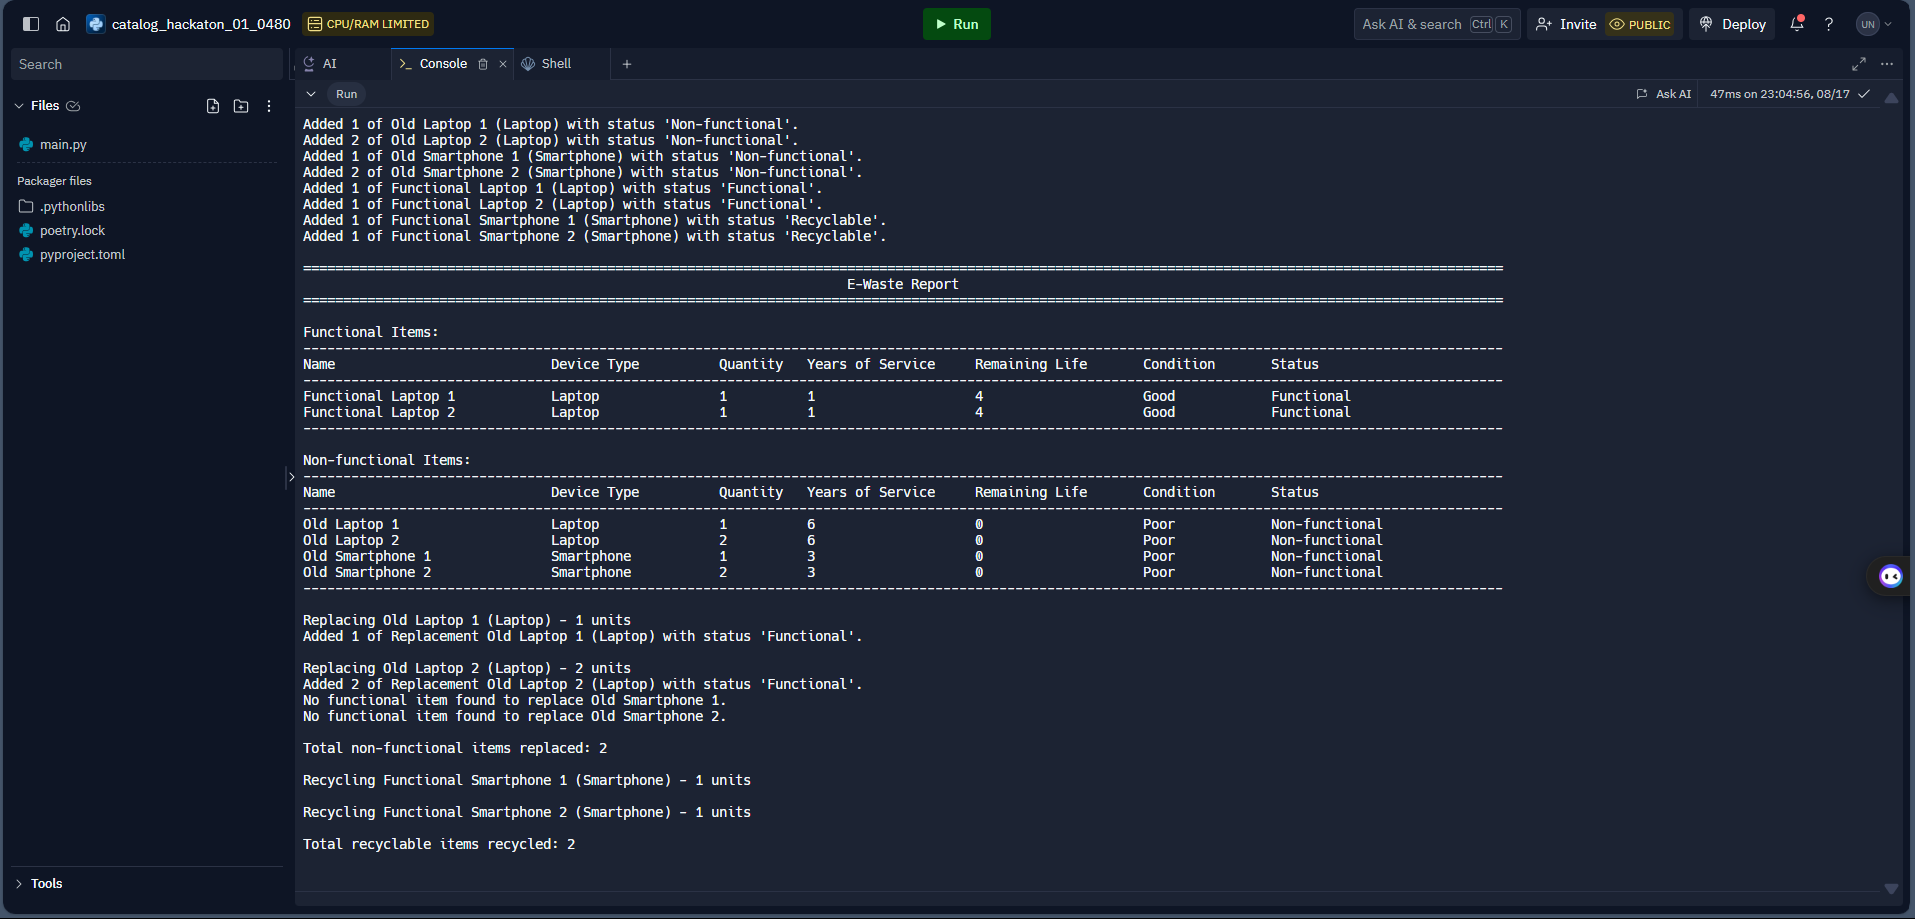 catalog_hackaton_01_0480 CPU/RAM LIMITED Run Ask AI & search Ctrl K Invite PUBLIC Deploy ? UN
Search AI Console Shell
Files Run Ask AI 47ms on 23:04:56, 08/17
main.py
Packager files
.pythonlibs
poetry.lock
pyproject.toml
Tools
Added 1 of Old Laptop 1 (Laptop) with status 'Non-functional'.
Added 2 of Old Laptop 2 (Laptop) with status 'Non-functional'.
Added 1 of Old Smartphone 1 (Smartphone) with status 'Non-functional'.
Added 2 of Old Smartphone 2 (Smartphone) with status 'Non-functional'.
Added 1 of Functional Laptop 1 (Laptop) with status 'Functional'.
Added 1 of Functional Laptop 2 (Laptop) with status 'Functional'.
Added 1 of Functional Smartphone 1 (Smartphone) with status 'Recyclable'.
Added 1 of Functional Smartphone 2 (Smartphone) with status 'Recyclable'.
E-Waste Report
Functional Items:
Name Device Type Quantity Years of Service Remaining Life Condition Status
Functional Laptop 1 Laptop 1 1 4 Good Functional
Functional Laptop 2 Laptop 1 1 4 Good Functional
Non-functional Items:
Name Device Type Quantity Years of Service Remaining Life Condition Status
Old Laptop 1 Laptop 1 6 0 Poor Non-functional
Old Laptop 2 Laptop 2 6 0 Poor Non-functional
Old Smartphone 1 Smartphone 1 3 0 Poor Non-functional
Old Smartphone 2 Smartphone 2 3 0 Poor Non-functional
Replacing Old Laptop 1 (Laptop) - 1 units
Added 1 of Replacement Old Laptop 1 (Laptop) with status 'Functional'.
Replacing Old Laptop 2 (Laptop) - 2 units
Added 2 of Replacement Old Laptop 2 (Laptop) with status 'Functional'.
No functional item found to replace Old Smartphone 1.
No functional item found to replace Old Smartphone 2.
Total non-functional items replaced: 2
Recycling Functional Smartphone 1 (Smartphone) - 1 units
Recycling Functional Smartphone 2 (Smartphone) - 1 units
Total recyclable items recycled: 2